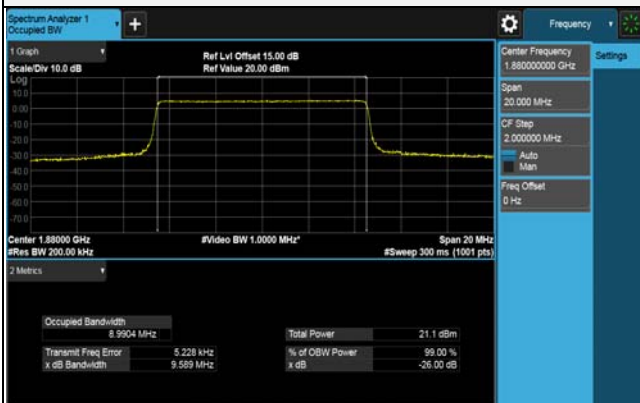 Spectrum Analyzer 1
Occupied BW
Frequency
1 Graph
Scale/Div 10.0 dB
Ref Lvl Offset 15.00 dB
Ref Value 20.00 dBm
Log
10.0
0.00
-10.0
-20.0
-30.0
-40.0
-50.0
-60.0
-70.0
Center 1.88000 GHz
#Video BW 1.0000 MHz*
Span 20 MHz
#Res BW 200.00 kHz
#Sweep 300 ms (1001 pts)
2 Metrics
Occupied Bandwidth
8.9904 MHz
Total Power 21.1 dBm
Transmit Freq Error 5.228 kHz
% of OBW Power 99.00 %
x dB Bandwidth 9.589 MHz
x dB -26.00 dB
Center Frequency
1.880000000 GHz
Settings
Span
20.000 MHz
CF Step
2.000000 MHz
Auto
Man
Freq Offset
0 Hz